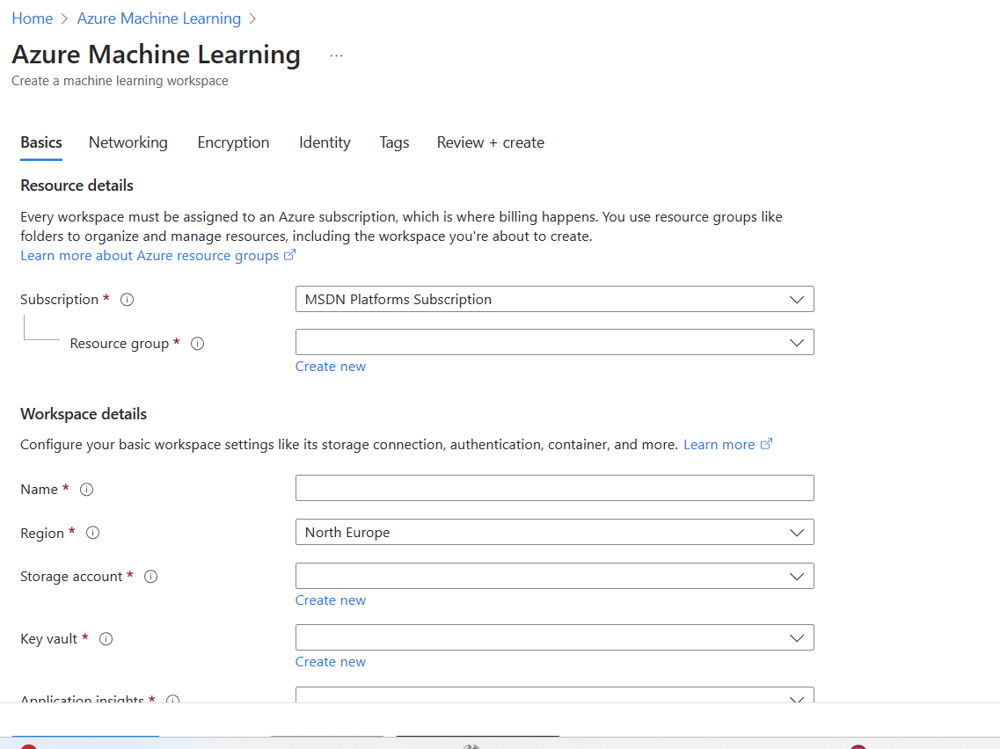 Home > Azure Machine Learning >
Azure Machine Learning ...
Create a machine learning workspace
Basics Networking Encryption Identity Tags Review + create
Resource details
Every workspace must be assigned to an Azure subscription, which is where billing happens. You use resource groups like
folders to organize and manage resources, including the workspace you're about to create.
Learn more about Azure resource groups
Subscription * MSDN Platforms Subscription
Resource group *
Create new
Workspace details
Configure your basic workspace settings like its storage connection, authentication, container, and more. Learn more
Name *
Region * North Europe
Storage account *
Create new
Key vault *
Create new
Application insights *